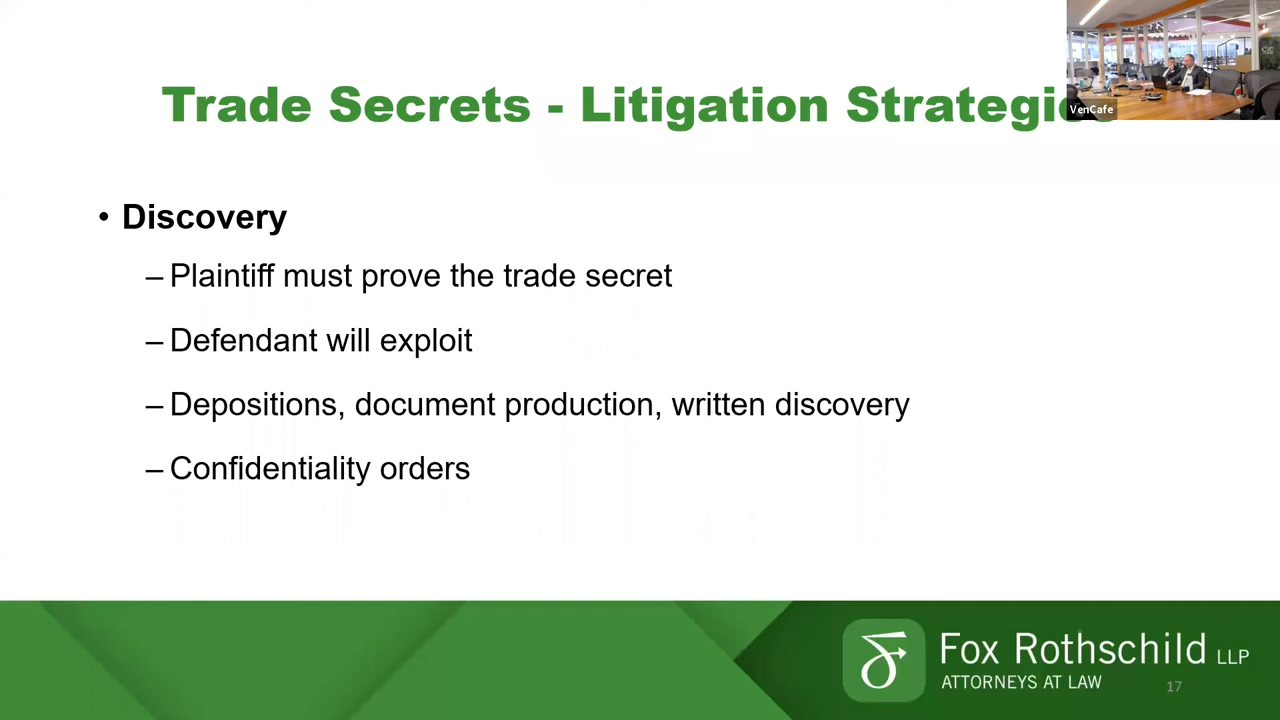 Trade Secrets - Litigation Strategi
VenCafe
• Discovery
– Plaintiff must prove the trade secret
– Defendant will exploit
– Depositions, document production, written discovery
– Confidentiality orders
Fox Rothschild LLP
ATTORNEYS AT LAW
17